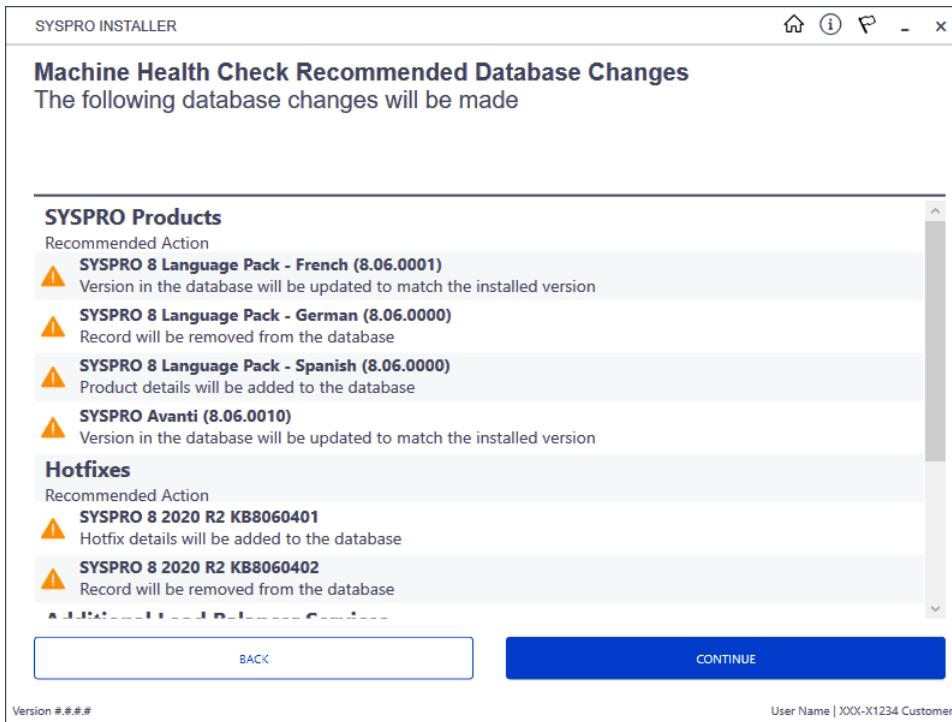 SYSPRO INSTALLER
Machine Health Check Recommended Database Changes
The following database changes will be made
SYSPRO Products
Recommended Action
SYSPRO 8 Language Pack - French (8.06.0001)
Version in the database will be updated to match the installed version
SYSPRO 8 Language Pack - German (8.06.0000)
Record will be removed from the database
SYSPRO 8 Language Pack - Spanish (8.06.0000)
Product details will be added to the database
SYSPRO Avanti (8.06.0010)
Version in the database will be updated to match the installed version
Hotfixes
Recommended Action
SYSPRO 8 2020 R2 KB8060401
Hotfix details will be added to the database
SYSPRO 8 2020 R2 KB8060402
Record will be removed from the database
Additional Load Balancer Services
BACK
CONTINUE
Version #.#.#.#
User Name | XXX-X1234 Customer